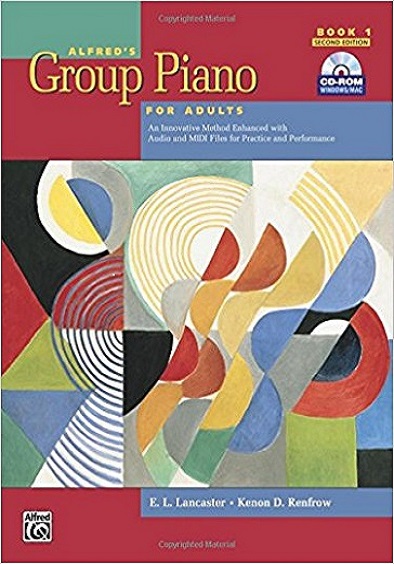 BOOK 1
SECOND EDITION
ALFRED'S
Group Piano
FOR ADULTS
CD-ROM
WINDOWS/MAC
An Innovative Method Enhanced with
Audio and MIDI Files for Practice and Performance
E. L. Lancaster • Kenon D. Renfrow
Alfred